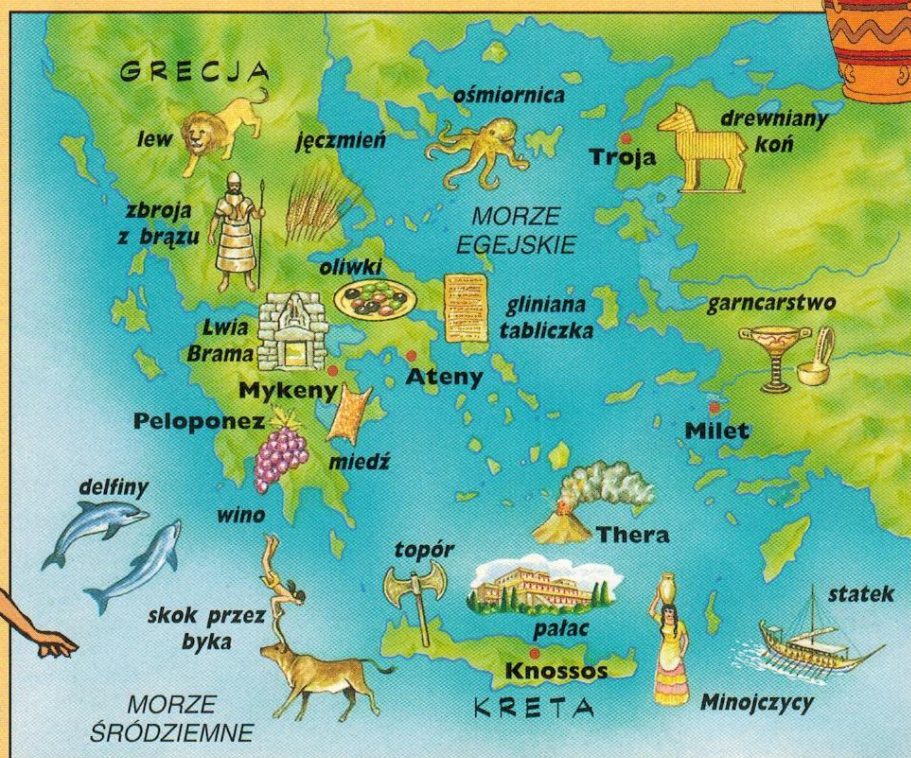 GRECJA
ośmiornica
lew
jęczmień
drewniany
koń
Troja
zbroja
z brązu
MORZE
EGEJSKIE
oliwki
gliniana
tabliczka
garncarstwo
Lwia
Brama
Mykeny
Ateny
Peloponez
Milet
miedź
delfiny
wino
Thera
topór
statek
skok przez
byka
pałac
Knossos
Minojczycy
KRETA
MORZE
ŚRÓDZIEMNE